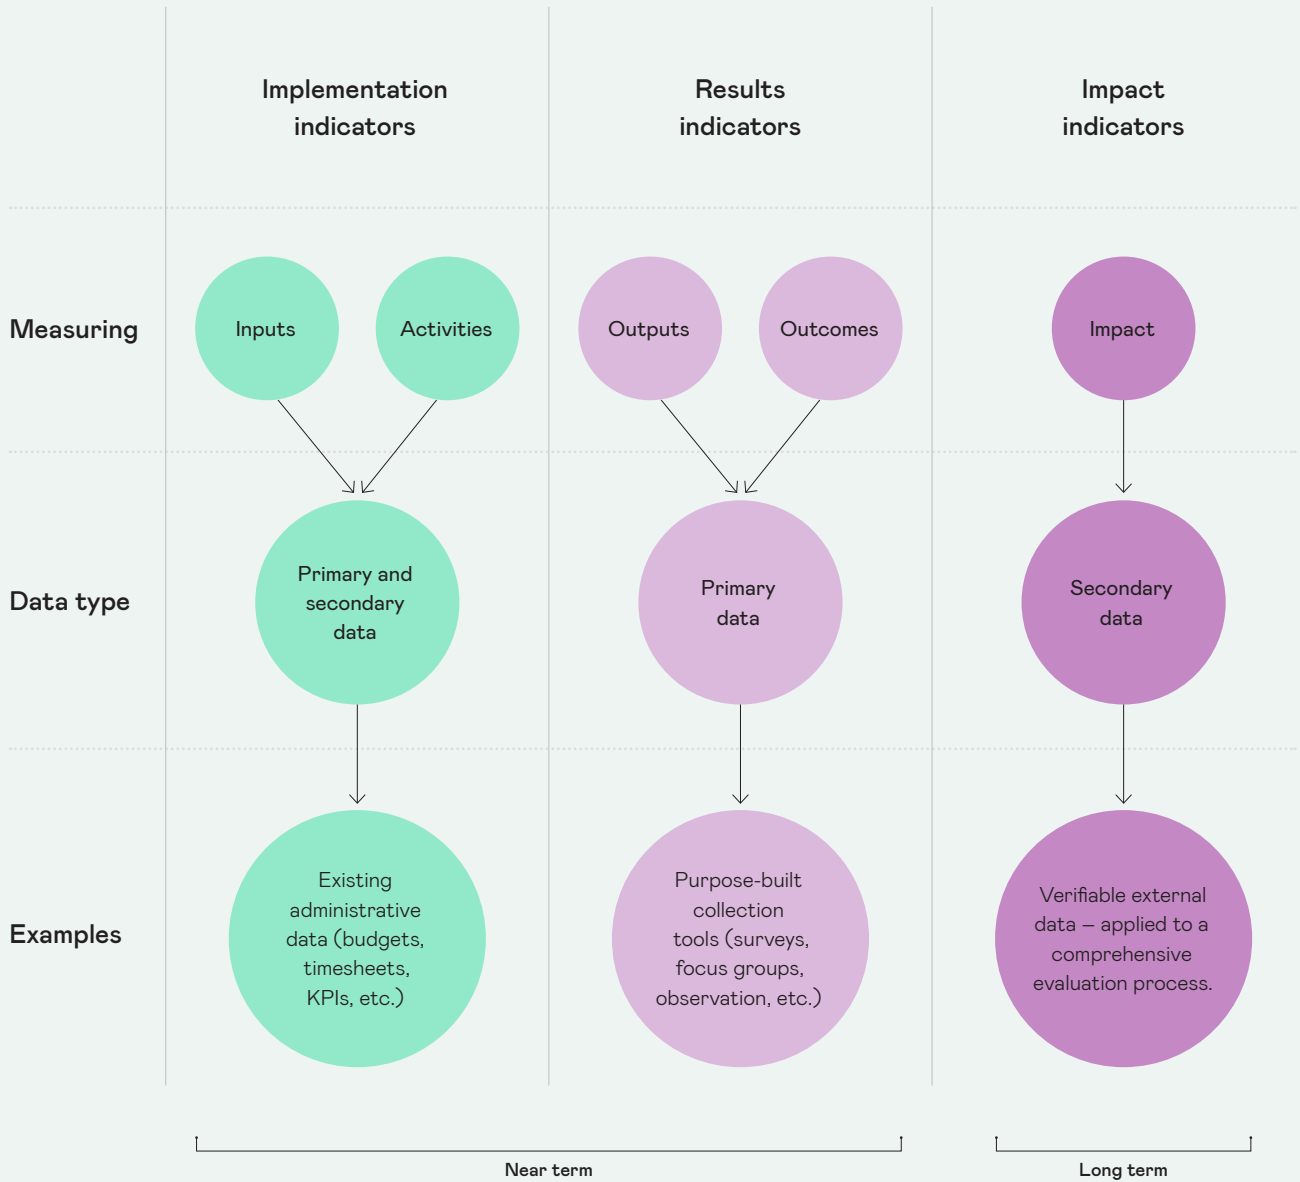 Implementation
indicators
Results
indicators
Impact
indicators
Measuring
Inputs
Activities
Outputs
Outcomes
Impact
Data type
Primary and
secondary
data
Primary
data
Secondary
data
Examples
Existing
administrative
data (budgets,
timesheets,
KPIs, etc.)
Purpose-built
collection
tools (surveys,
focus groups,
observation, etc.)
Verifiable external
data – applied to a
comprehensive
evaluation process.
Near term
Long term